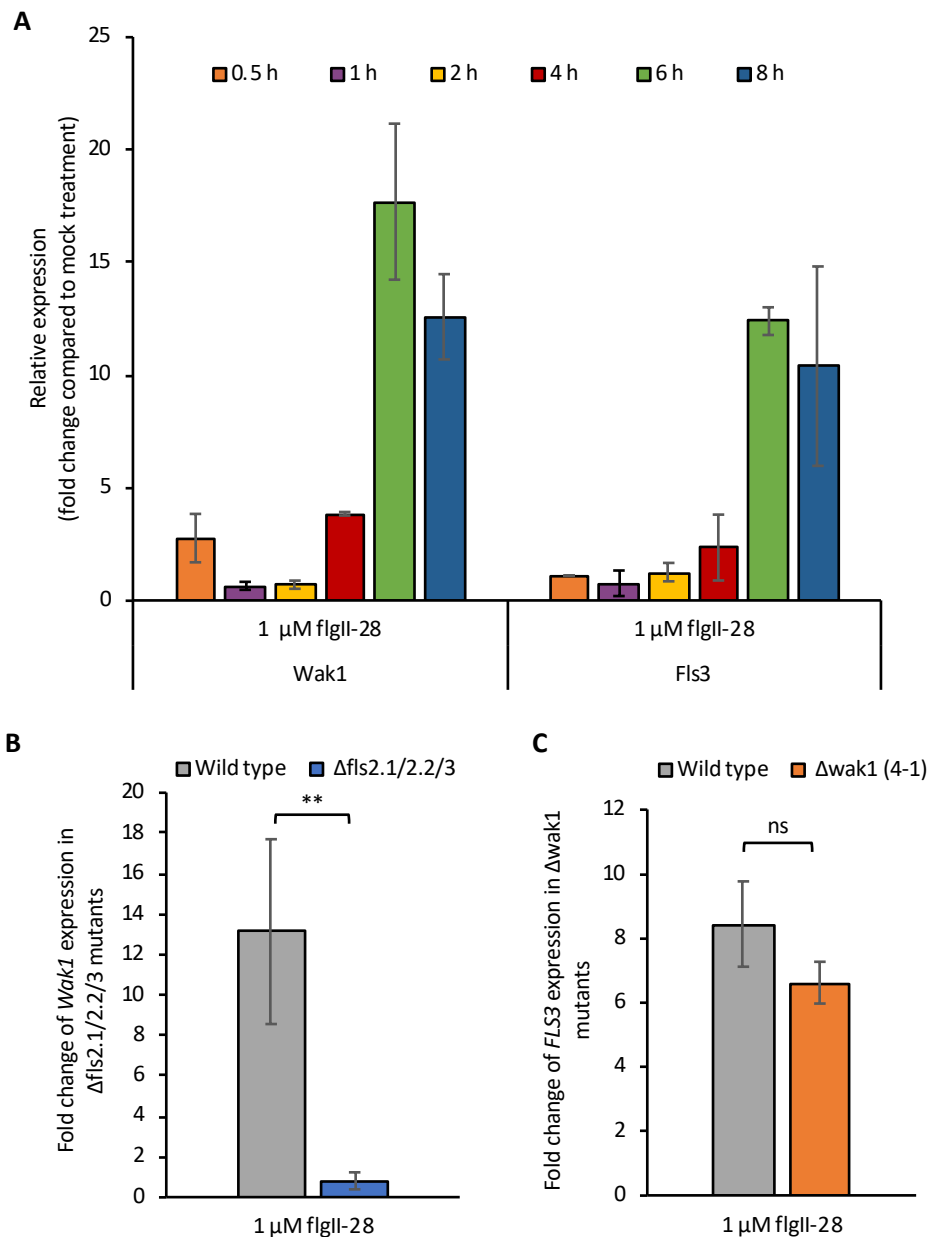 A
25
20
15
10
5
0
Relative expression
(fold change compared to mock treatment)
0.5 h 1 h 2 h 4 h 6 h 8 h
1 μM flgII-28 1 μM flgII-28
Wak1 Fls3
B
Wild type Δfls2.1/2.2/3
20
18
16
14
12
10
8
6
4
2
0
Fold change of Wak1 expression in
Δfls2.1/2.2/3 mutants
**
1 μM flgII-28
C
Wild type Δwak1 (4-1)
12
10
8
6
4
2
0
Fold change of FLS3 expression in Δwak1
mutants
ns
1 μM flgII-28